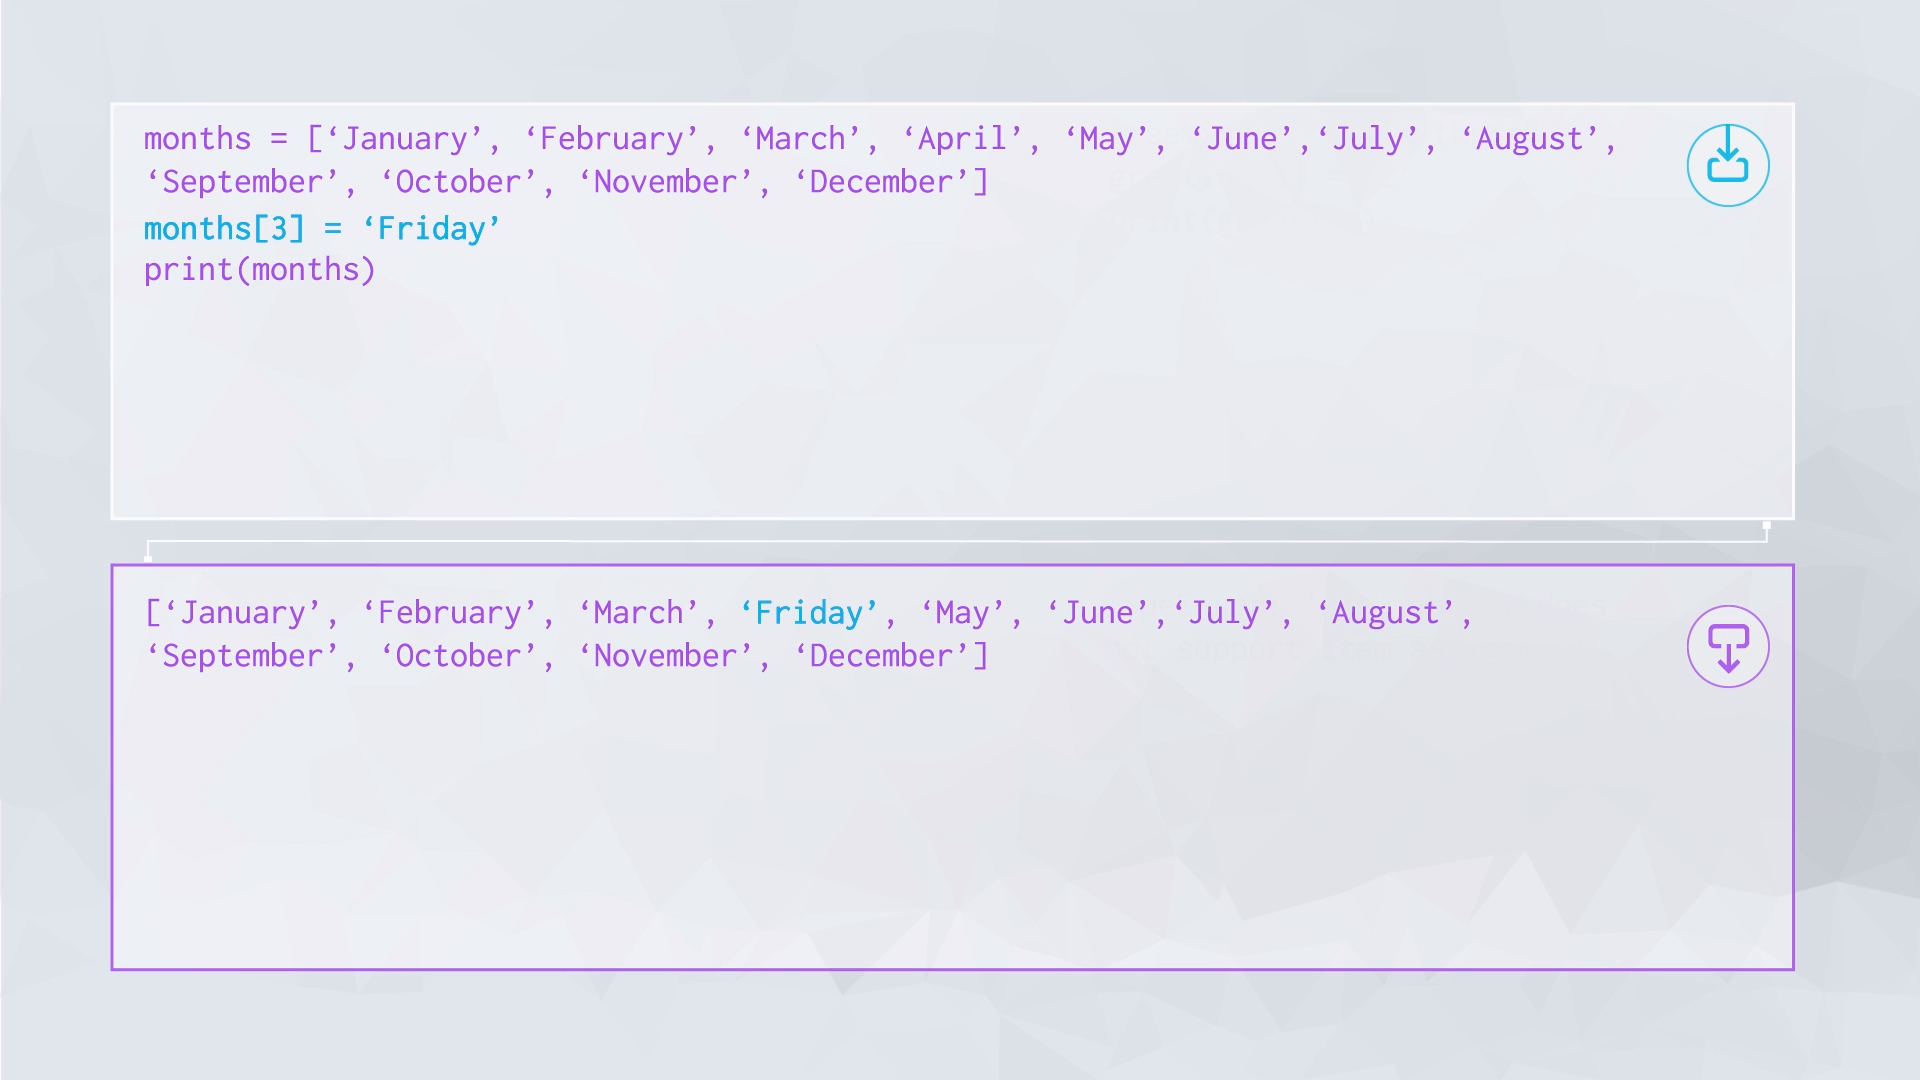 months = [‘January’, ‘February’, ‘March’, ‘April’, ‘May’, ‘June’,‘July’, ‘August’,
‘September’, ‘October’, ‘November’, ‘December’]
months[3] = ‘Friday’
print(months)
[‘January’, ‘February’, ‘March’, ‘Friday’, ‘May’, ‘June’,‘July’, ‘August’,
‘September’, ‘October’, ‘November’, ‘December’]